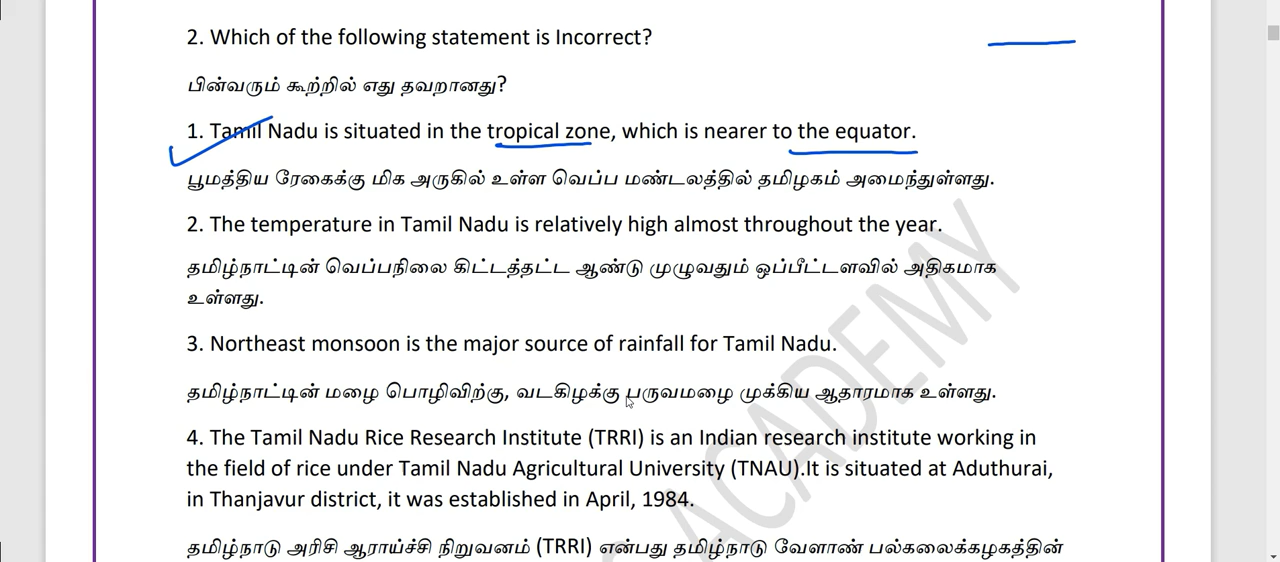 2. Which of the following statement is Incorrect?
பின்வரும் கூற்றில் எது தவறானது?
1. Tamil Nadu is situated in the tropical zone, which is nearer to the equator.
பூமத்திய ரேகைக்கு மிக அருகில் உள்ள வெப்ப மண்டலத்தில் தமிழகம் அமைந்துள்ளது.
2. The temperature in Tamil Nadu is relatively high almost throughout the year.
தமிழ்நாட்டின் வெப்பநிலை கிட்டத்தட்ட ஆண்டு முழுவதும் ஒப்பீட்டளவில் அதிகமாக
உள்ளது.
3. Northeast monsoon is the major source of rainfall for Tamil Nadu.
தமிழ்நாட்டின் மழை பொழிவிற்கு, வடகிழக்கு பருவமழை முக்கிய ஆதாரமாக உள்ளது.
4. The Tamil Nadu Rice Research Institute (TRRI) is an Indian research institute working in
the field of rice under Tamil Nadu Agricultural University (TNAU).It is situated at Aduthurai,
in Thanjavur district, it was established in April, 1984.
தமிழ்நாடு அரிசி ஆராய்ச்சி நிறுவனம் (TRRI) என்பது தமிழ்நாடு வேளாண் பல்கலைக்கழகத்தின்
ACADEMY